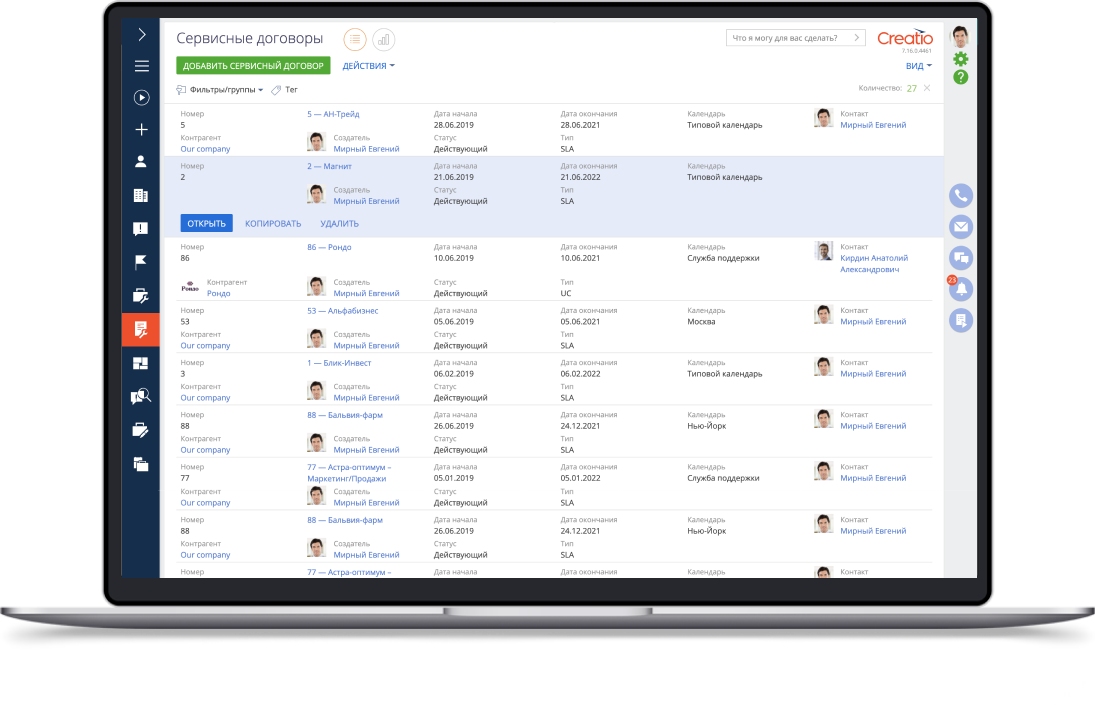 Сервисные договоры
Что я могу для вас сделать?
Creatio
7.16.0.4461
ДОБАВИТЬ СЕРВИСНЫЙ ДОГОВОР ДЕЙСТВИЯ
ВИД
Фильтры/группы Тег
Количество: 27
Номер 5 — АН-Трейд Дата начала Дата окончания Календарь Контакт
5 28.06.2019 28.06.2021 Типовой календарь Мирный Евгений
Контрагент Создатель Статус Тип
Our company Мирный Евгений Действующий SLA
Номер 2 — Магнит Дата начала Дата окончания Календарь
2 21.06.2019 21.06.2022 Типовой календарь
Создатель Статус Тип
Мирный Евгений Действующий SLA
ОТКРЫТЬ КОПИРОВАТЬ УДАЛИТЬ
Номер 86 — Рондо Дата начала Дата окончания Календарь Контакт
86 10.06.2019 10.06.2021 Служба поддержки Кирдин Анатолий
Александрович
23
Рондо Контрагент Создатель Статус Тип
Рондо Мирный Евгений Действующий UC
Номер 53 — Альфабизнес Дата начала Дата окончания Календарь Контакт
53 05.06.2019 05.06.2021 Москва Мирный Евгений
Контрагент Создатель Статус Тип
Our company Мирный Евгений Действующий SLA
Номер 1 — Блик-Инвест Дата начала Дата окончания Календарь Контакт
3 06.02.2019 06.02.2022 Типовой календарь Мирный Евгений
Контрагент Создатель Статус Тип
Our company Мирный Евгений Действующий SLA
Номер 88 — Бальвия-фарм Дата начала Дата окончания Календарь Контакт
88 26.06.2019 24.12.2021 Нью-Йорк Мирный Евгений
Контрагент Создатель Статус Тип
Our company Мирный Евгений Действующий SLA
Номер 77 — Астра-оптимум – Дата начала Дата окончания Календарь Контакт
77 Маркетинг/Продажи 05.01.2019 05.01.2022 Служба поддержки Мирный Евгений
Контрагент Создатель Статус Тип
Our company Мирный Евгений Действующий SLA
Номер 88 — Бальвия-фарм Дата начала Дата окончания Календарь Контакт
88 26.06.2019 24.12.2021 Нью-Йорк Мирный Евгений
Контрагент Создатель Статус Тип
Our company Мирный Евгений Действующий SLA
Номер 77 — Астра-оптимум – Дата начала Дата окончания Календарь Контакт